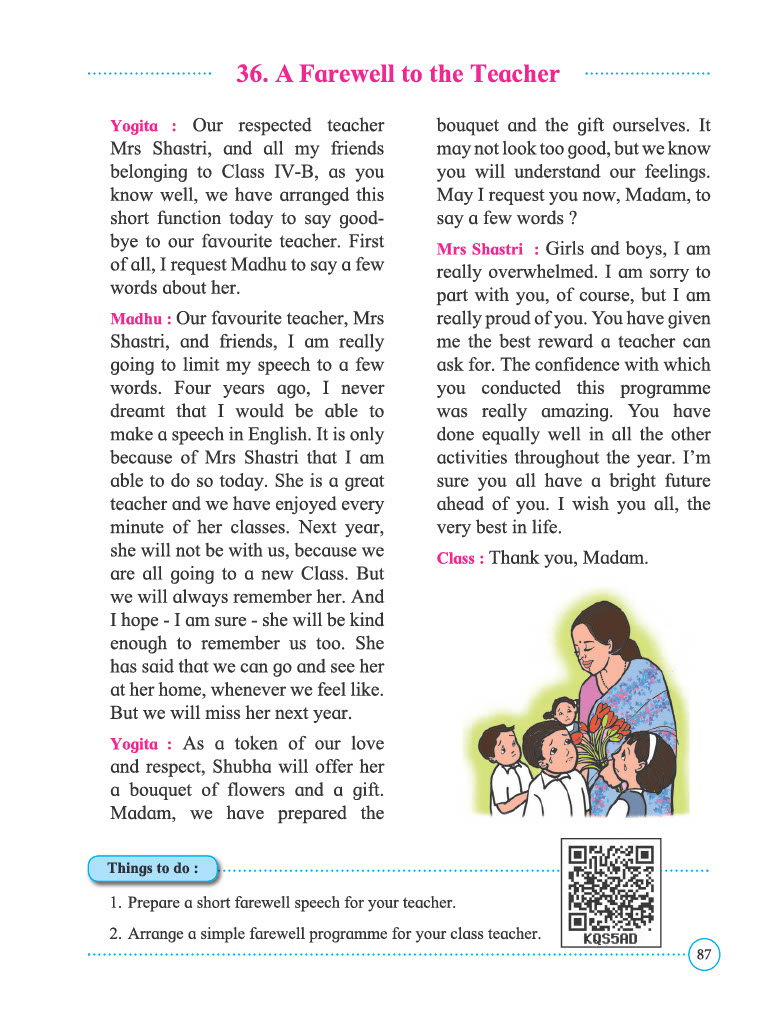 36. A Farewell to the Teacher
Yogita : Our respected teacher
Mrs Shastri, and all my friends
belonging to Class IV-B, as you
know well, we have arranged this
short function today to say good-
bye to our favourite teacher. First
of all, I request Madhu to say a few
words about her.
Madhu : Our favourite teacher, Mrs
Shastri, and friends, I am really
going to limit my speech to a few
words. Four years ago, I never
dreamt that I would be able to
make a speech in English. It is only
because of Mrs Shastri that I am
able to do so today. She is a great
teacher and we have enjoyed every
minute of her classes. Next year,
she will not be with us, because we
are all going to a new Class. But
we will always remember her. And
I hope - I am sure - she will be kind
enough to remember us too. She
has said that we can go and see her
at her home, whenever we feel like.
But we will miss her next year.
Yogita : As a token of our love
and respect, Shubha will offer her
a bouquet of flowers and a gift.
Madam, we have prepared the
bouquet and the gift ourselves. It
may not look too good, but we know
you will understand our feelings.
May I request you now, Madam, to
say a few words ?
Mrs Shastri : Girls and boys, I am
really overwhelmed. I am sorry to
part with you, of course, but I am
really proud of you. You have given
me the best reward a teacher can
ask for. The confidence with which
you conducted this programme
was really amazing. You have
done equally well in all the other
activities throughout the year. I'm
sure you all have a bright future
ahead of you. I wish you all, the
very best in life.
Class : Thank you, Madam.
Things to do :
1. Prepare a short farewell speech for your teacher.
2. Arrange a simple farewell programme for your class teacher.
KQS5AD
87